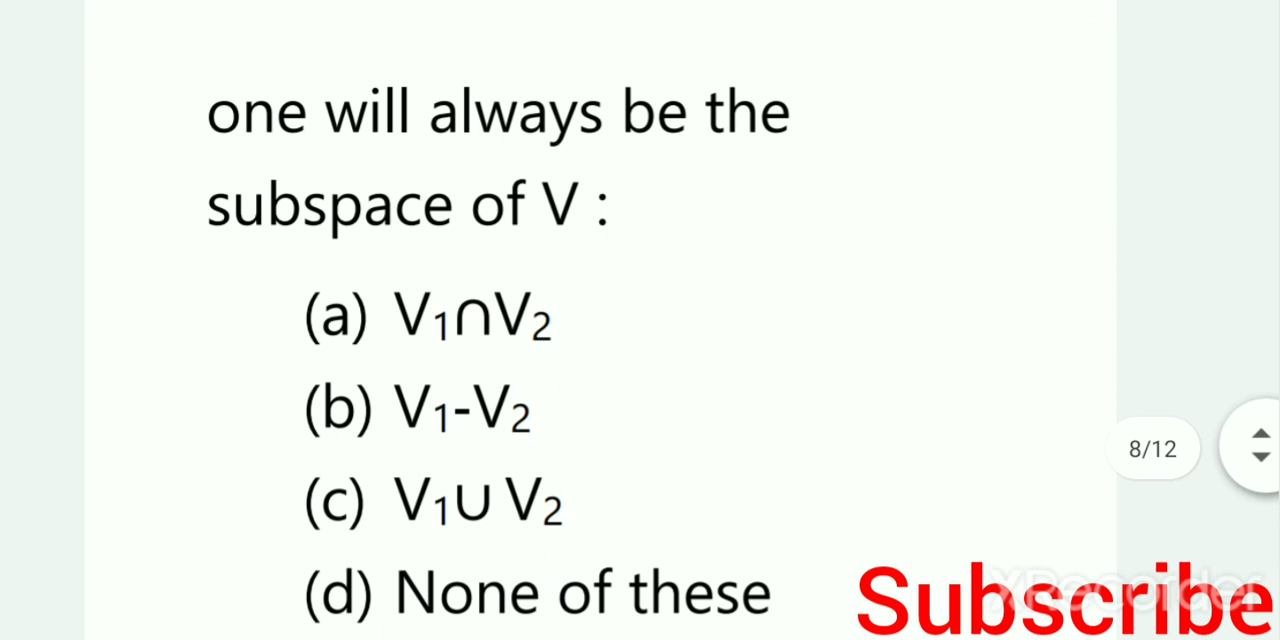 one will always be the
subspace of V :
(a) V₁∩V₂
(b) V₁-V₂
(c) V₁∪ V₂
(d) None of these
8/12
Subscribe
XRecorder